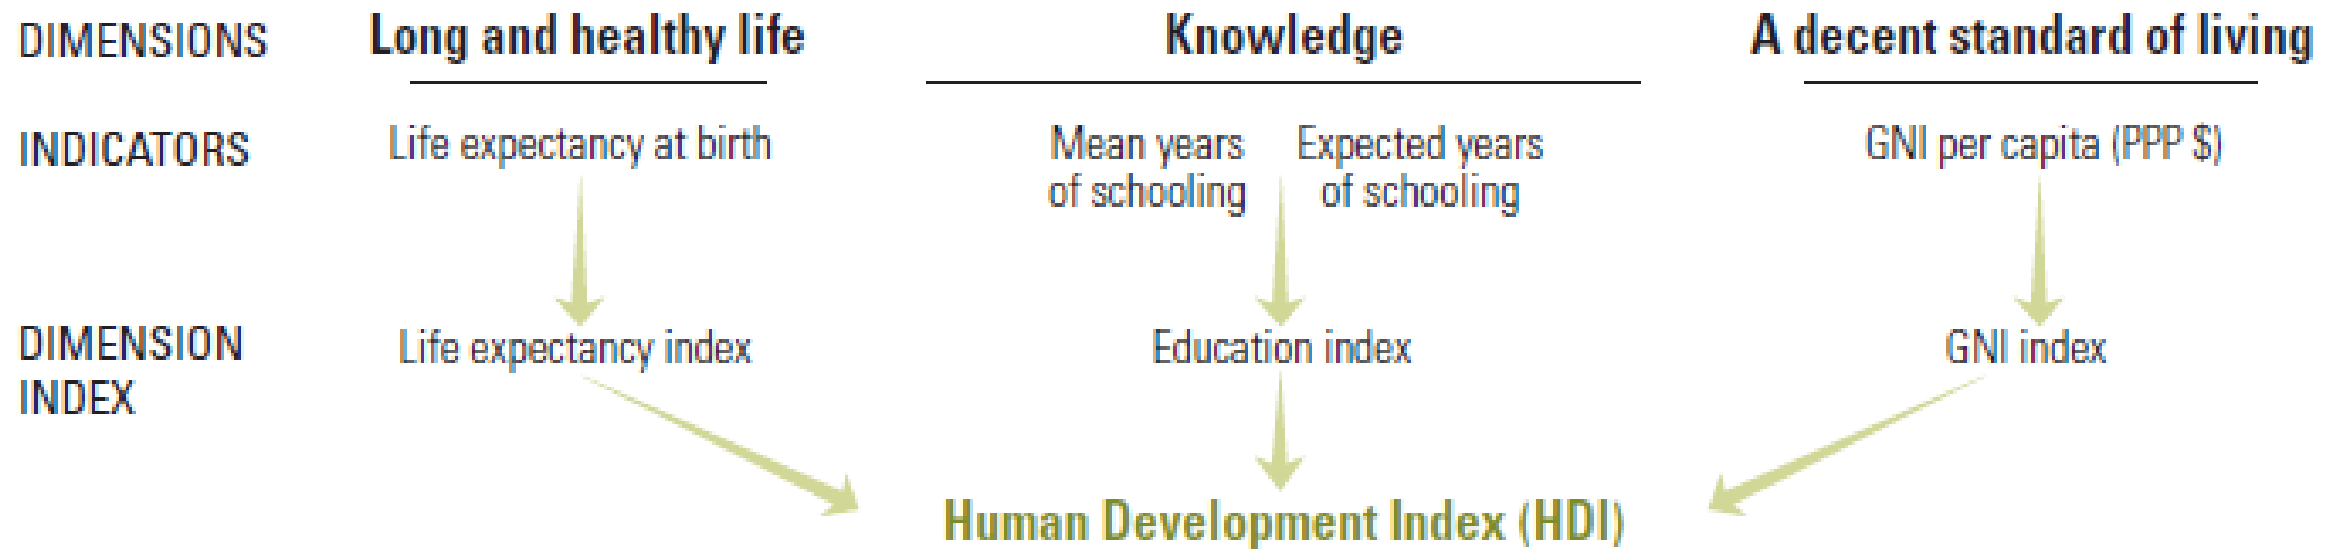 DIMENSIONS Long and healthy life Knowledge A decent standard of living
INDICATORS Life expectancy at birth Mean years Expected years GNI per capita (PPP $)
of schooling of schooling
DIMENSION Life expectancy index Education index GNI index
INDEX
Human Development Index (HDI)